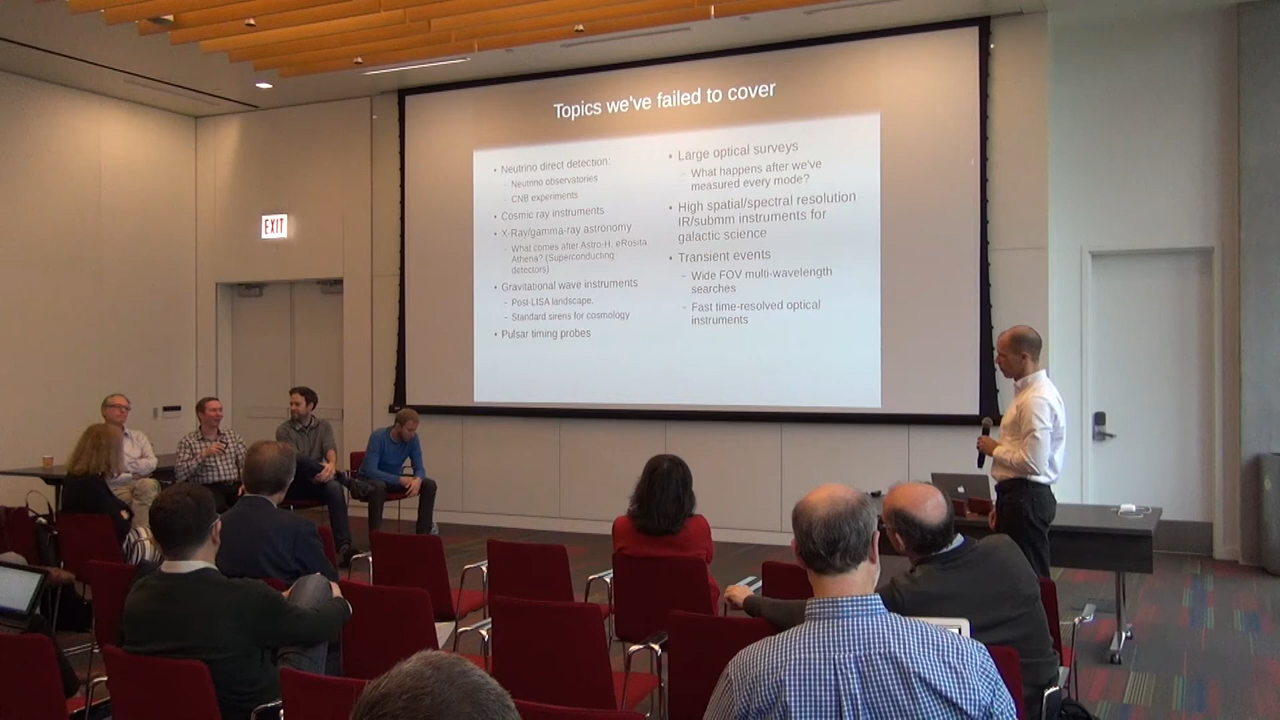 Topics we've failed to cover
• Neutrino direct detection:
- Neutrino observatories
- CNB experiments
• Cosmic ray instruments
• X-Ray/gamma-ray astronomy
- What comes after Astro-H, eRosita
Athena? (Superconducting
detectors)
• Gravitational wave instruments
- Post-LISA landscape.
- Standard sirens for cosmology
• Pulsar timing probes
• Large optical surveys
- What happens after we've
measured every mode?
• High spatial/spectral resolution
IR/submm instruments for
galactic science
• Transient events
- Wide FOV multi-wavelength
searches
- Fast time-resolved optical
instruments
EXIT